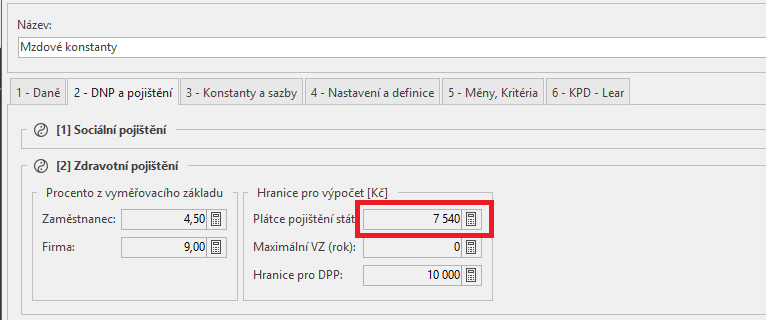 Název:
Mzdové konstanty
1 - Daně 2 - DNP a pojištění 3 - Konstanty a sazby 4 - Nastavení a definice 5 - Měny, Kritéria 6 - KPD - Lear
[1] Sociální pojištění
[2] Zdravotní pojištění
Procento z vyměřovacího základu
Zaměstnanec: 4,50
Firma: 9,00
Hranice pro výpočet [Kč]
Plátce pojištění stát 7 540
Maximální VZ (rok): 0
Hranice pro DPP: 10 000